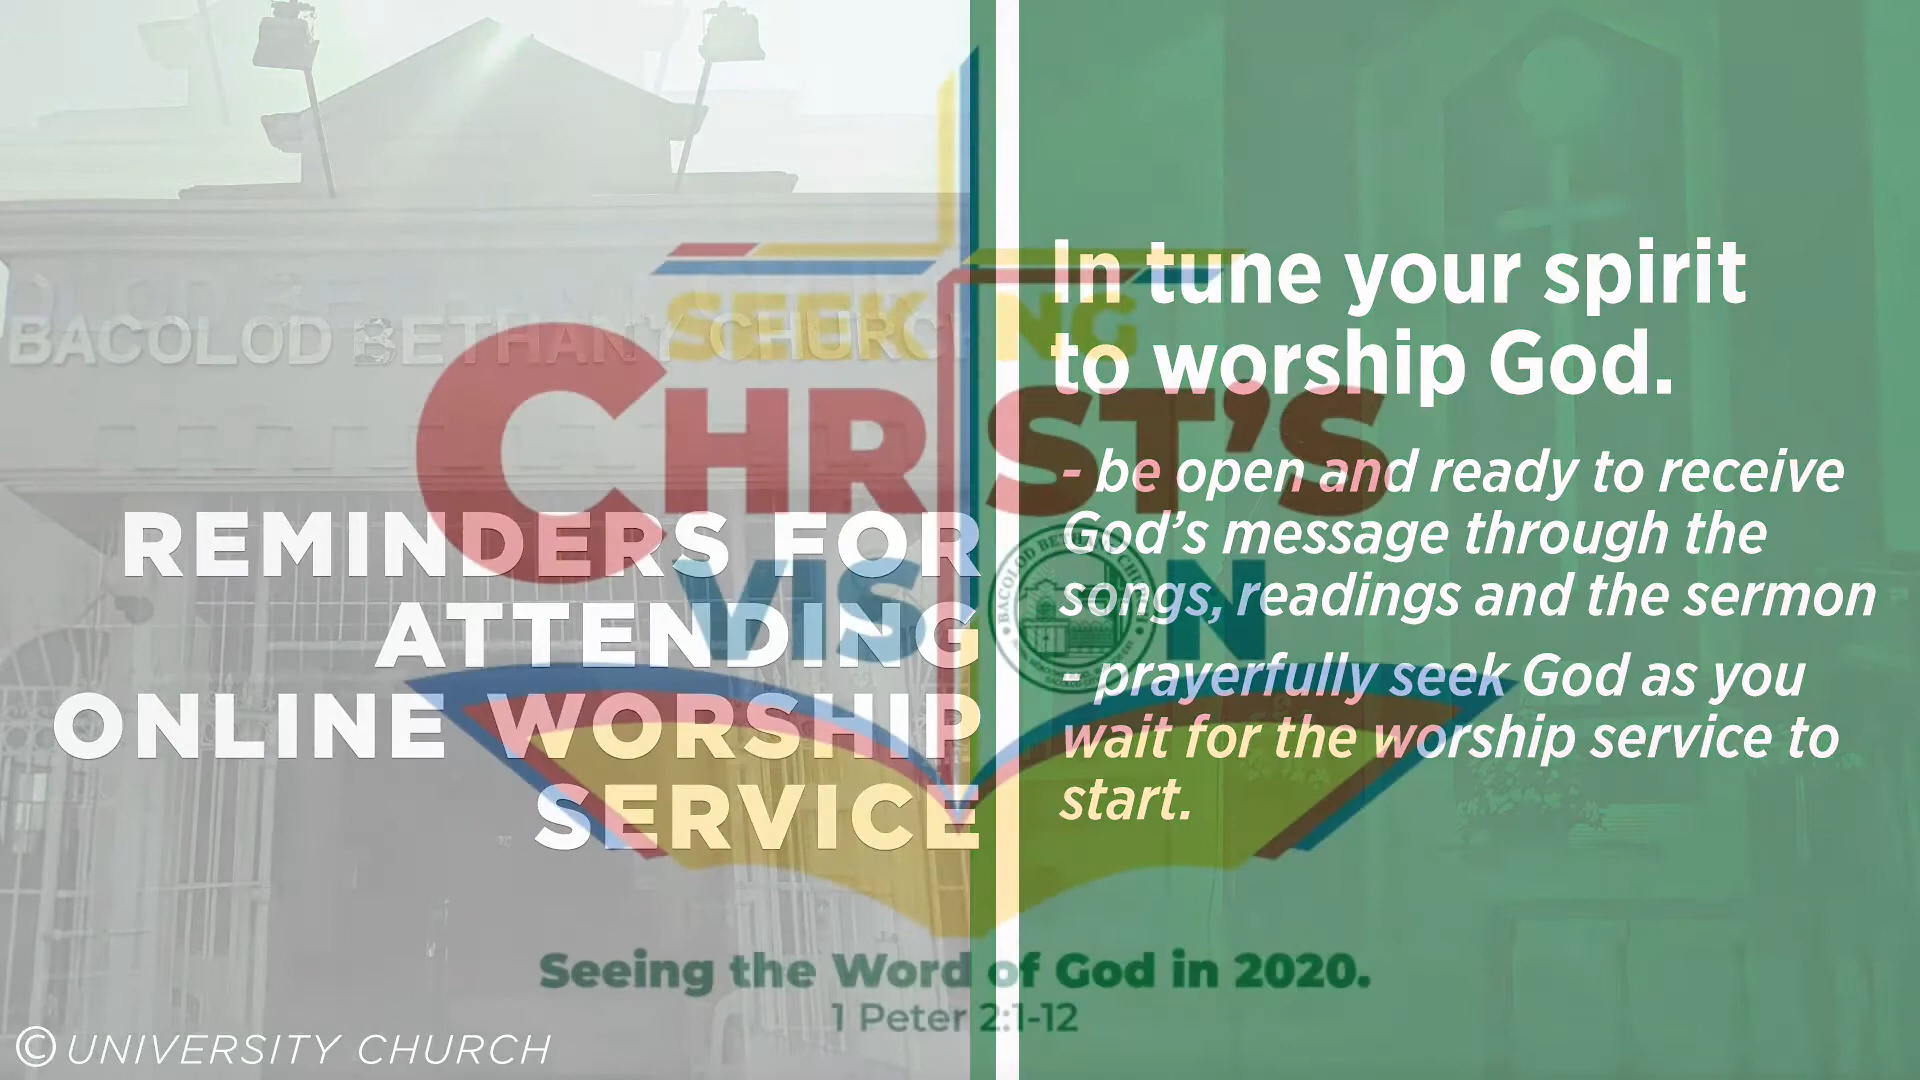 BACOLOD BETHANY CHURCH
REMINDERS FOR
ATTENDING
ONLINE WORSHIP
SERVICE
In tune your spirit
to worship God.
- be open and ready to receive
God's message through the
songs, readings and the sermon
- prayerfully seek God as you
wait for the worship service to
start.
SEEKING
CHRIST'S
VISION
Seeing the Word of God in 2020.
1 Peter 2:1-12
©UNIVERSITY CHURCH